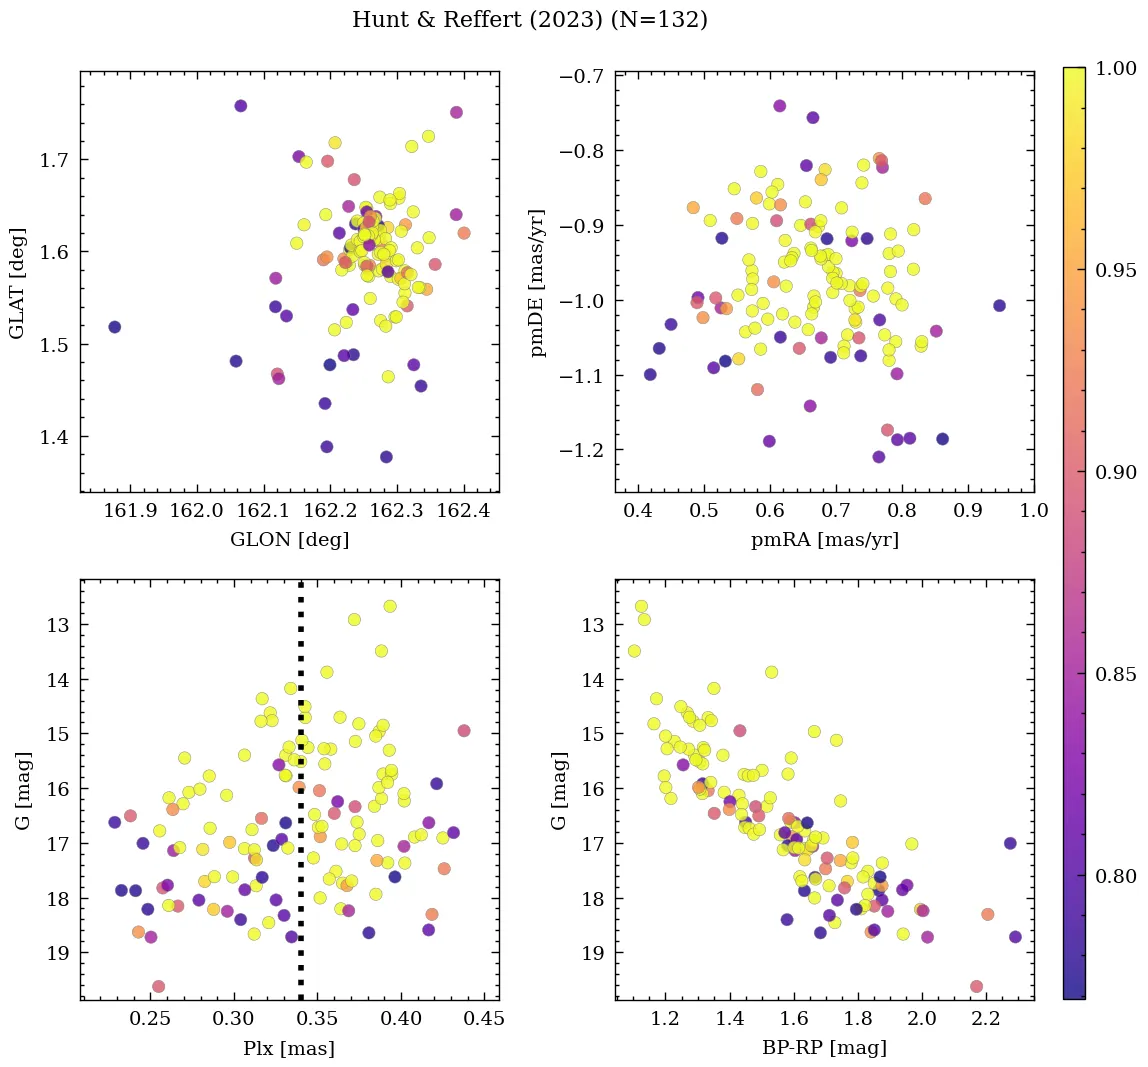 Hunt & Reffert (2023) (N=132)
1.7
1.6
1.5
1.4
GLAT [deg]
161.9 162.0 162.1 162.2 162.3 162.4
GLON [deg]
−0.7
−0.8
−0.9
−1.0
−1.1
−1.2
pmDE [mas/yr]
0.4 0.5 0.6 0.7 0.8 0.9 1.0
pmRA [mas/yr]
13
14
15
16
17
18
19
G [mag]
0.25 0.30 0.35 0.40 0.45
Plx [mas]
13
14
15
16
17
18
19
G [mag]
1.2 1.4 1.6 1.8 2.0 2.2
BP-RP [mag]
1.00
0.95
0.90
0.85
0.80